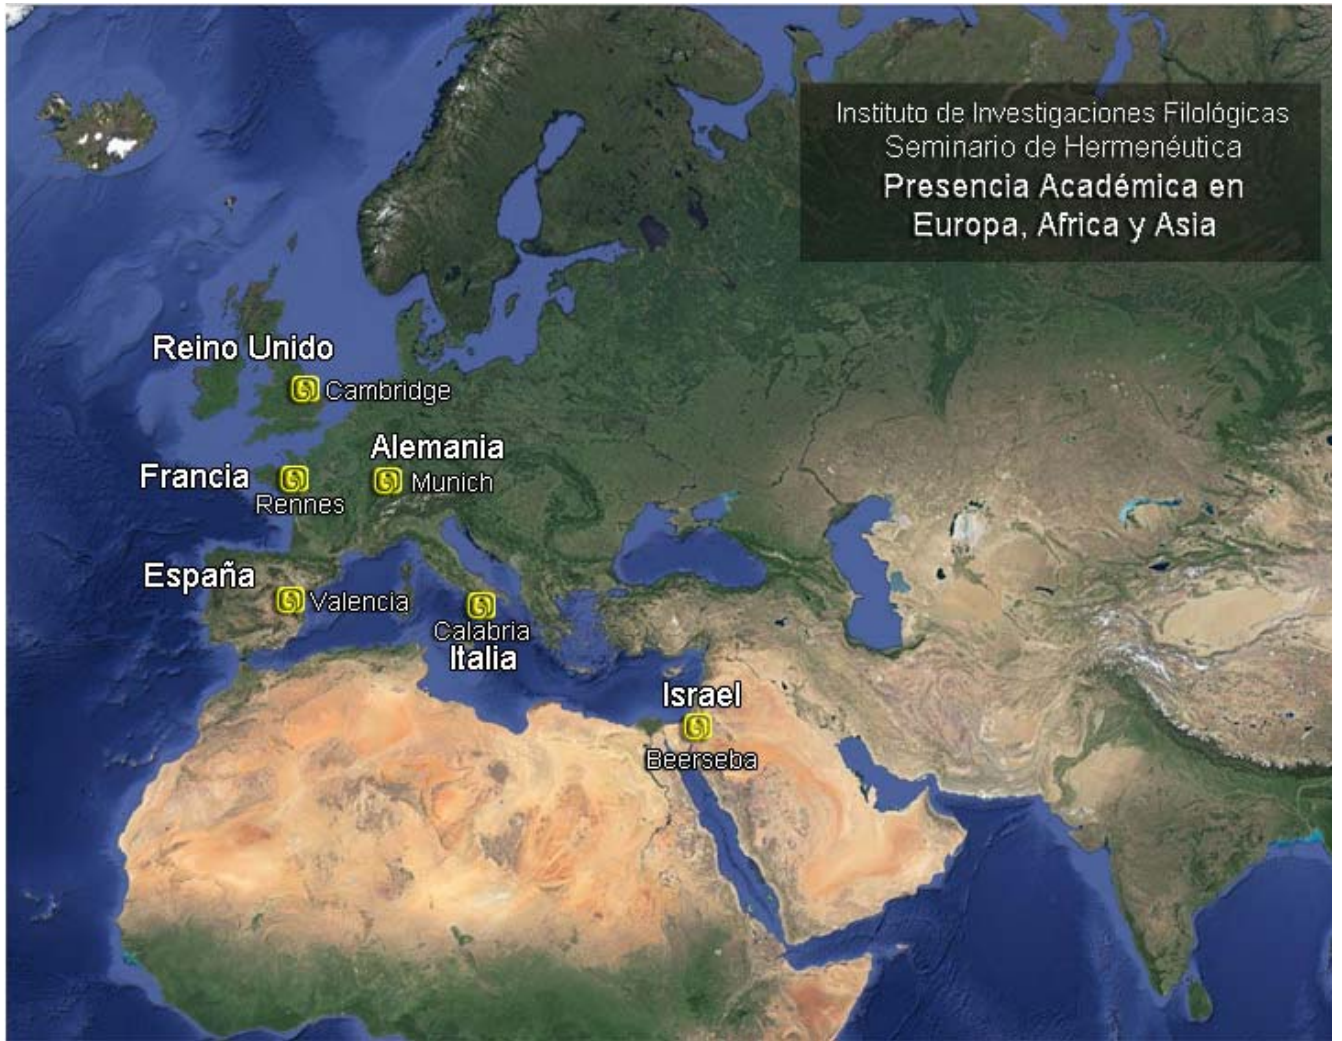 Instituto de Investigaciones Filológicas
Seminario de Hermenéutica
Presencia Académica en
Europa, Africa y Asia
Reino Unido
Cambridge
Alemania
Munich
Francia
Rennes
España
Valencia
Calabria
Italia
Israel
Beerseba